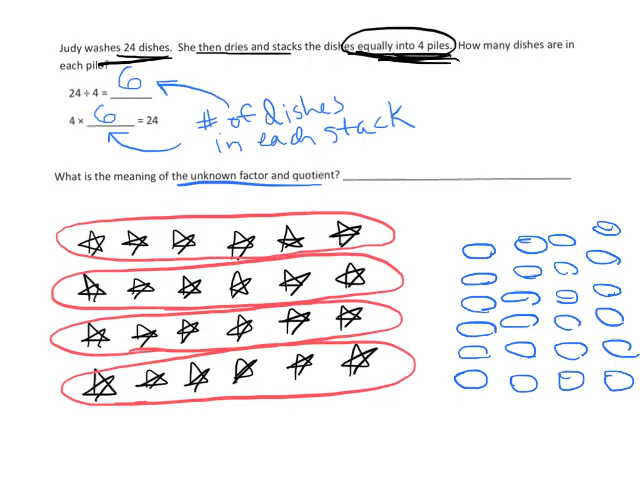 Judy washes 24 dishes. She then dries and stacks the dishes equally into 4 piles. How many dishes are in
each pile?
24 ÷ 4 = 6
4 × 6 = 24
# of dishes
in each stack
What is the meaning of the unknown factor and quotient?